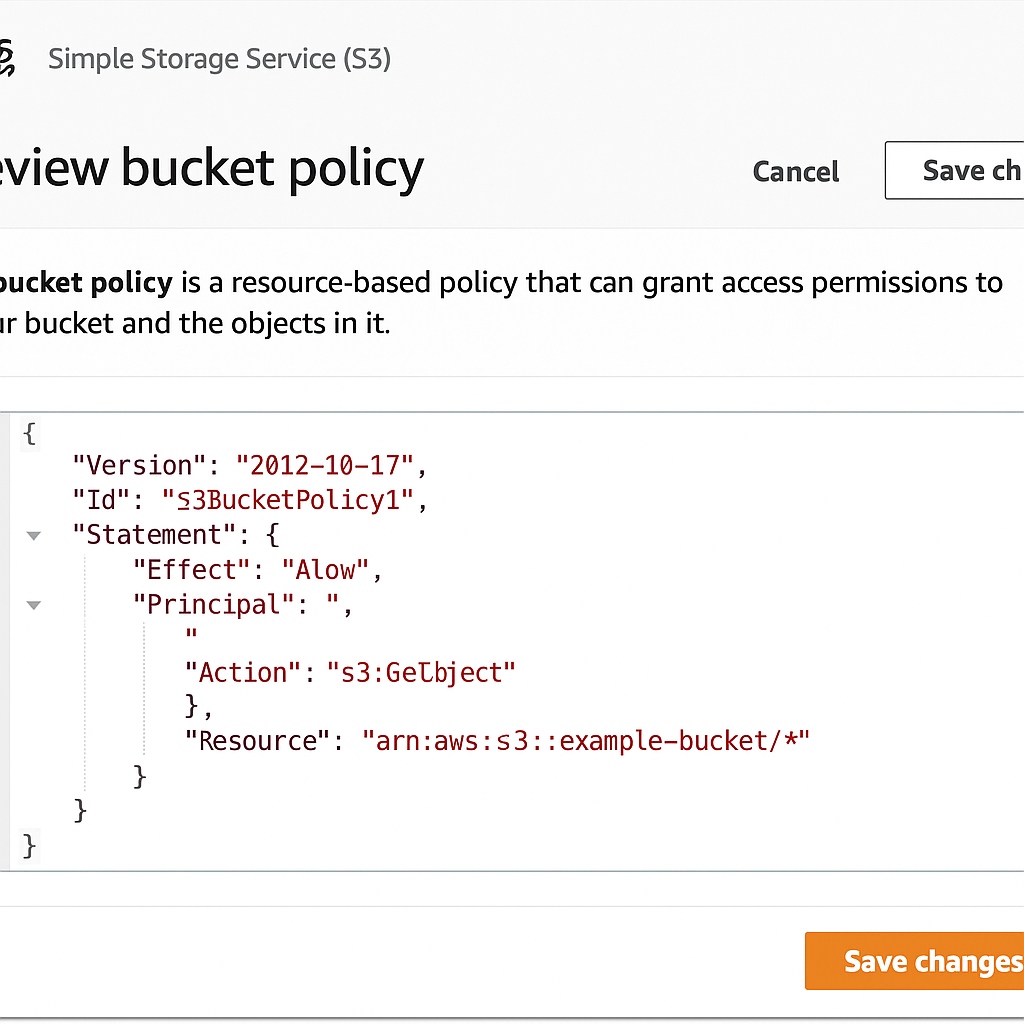 Simple Storage Service (S3)
eview bucket policy
Cancel
Save ch
bucket policy is a resource-based policy that can grant access permissions to
ur bucket and the objects in it.
{
"Version": "2012-10-17",
"Id": "s3BucketPolicy1",
"Statement": {
"Effect": "Alow",
"Principal": ",
"
"Action": "s3:GetƖbject"
},
"Resource": "arn:aws:s3::example-bucket/*"
}
}
}
Save changes